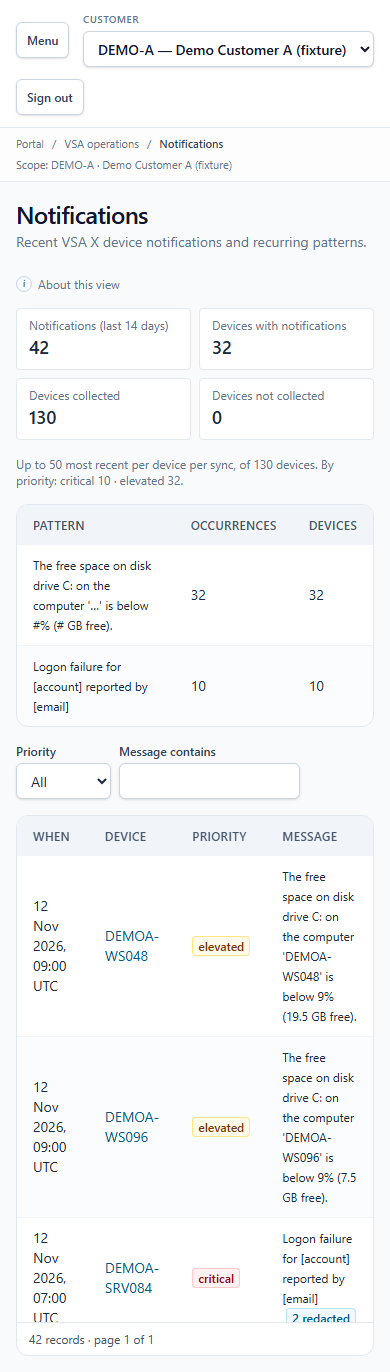 Menu
CUSTOMER
DEMO-A — Demo Customer A (fixture)
Sign out
Portal / VSA operations / Notifications
Scope: DEMO-A · Demo Customer A (fixture)
Notifications
Recent VSA X device notifications and recurring patterns.
i About this view
Notifications (last 14 days)
42
Devices with notifications
32
Devices collected
130
Devices not collected
0
Up to 50 most recent per device per sync, of 130 devices. By
priority: critical 10 · elevated 32.
PATTERN OCCURRENCES DEVICES
The free space on disk
drive C: on the
computer '...' is below
#% (# GB free).
32 32
Logon failure for
[account] reported by
[email]
10 10
Priority
All
Message contains
WHEN DEVICE PRIORITY MESSAGE
12
Nov
2026,
09:00
UTC
DEMOA-
WS048
elevated
The free
space on disk
drive C: on
the computer
'DEMOA-
WS048' is
below 9%
(19.5 GB free).
12
Nov
2026,
09:00
UTC
DEMOA-
WS096
elevated
The free
space on disk
drive C: on
the computer
'DEMOA-
WS096' is
below 9% (7.5
GB free).
12
Nov
2026,
07:00
UTC
DEMOA-
SRV084
critical
Logon failure
for [account]
reported by
[email]
2 redacted
42 records · page 1 of 1